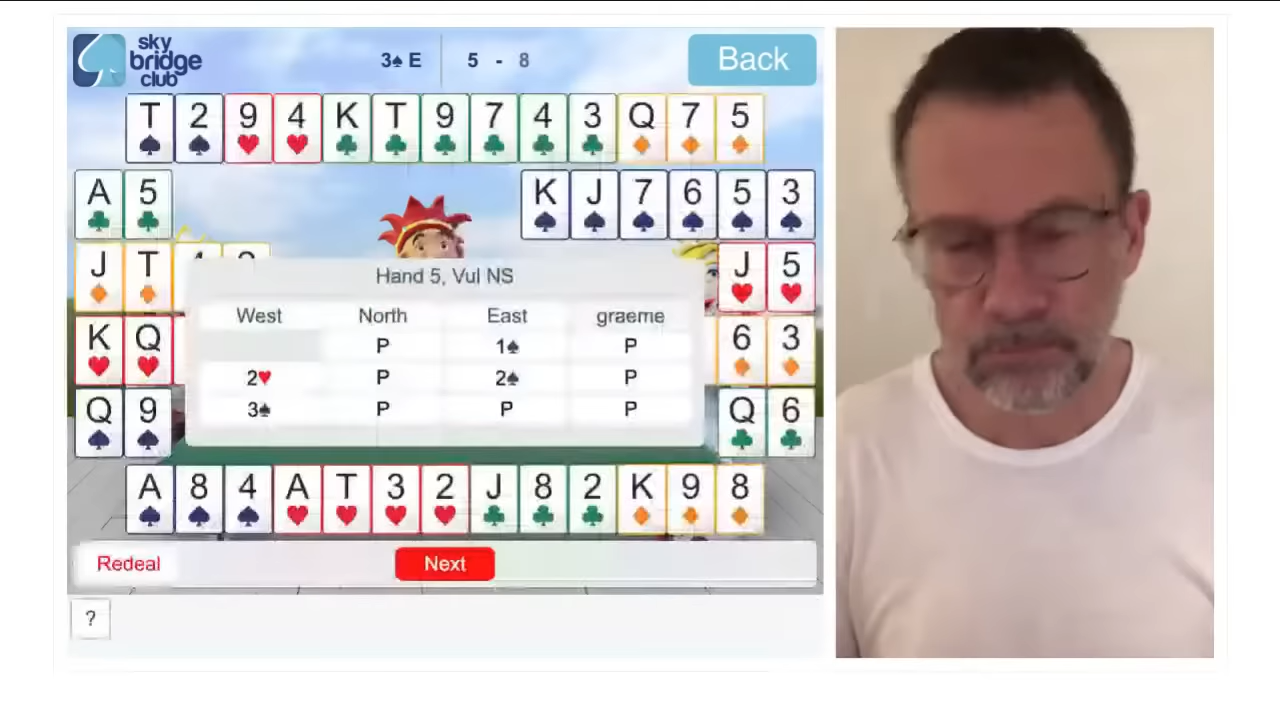 sky
bridge
club
3♠ E 5 - 8
Back
T 2 9 4 K T 9 7 4 3 Q 7 5
A 5 K J 7 6 5 3
J T J 5
Hand 5, Vul NS
West North East graeme
K Q 6 3
P 1♠ P
2♥ P 2♠ P
3♠ P P P
Q 9 Q 6
A 8 4 A T 3 2 J 8 2 K 9 8
Redeal Next
?